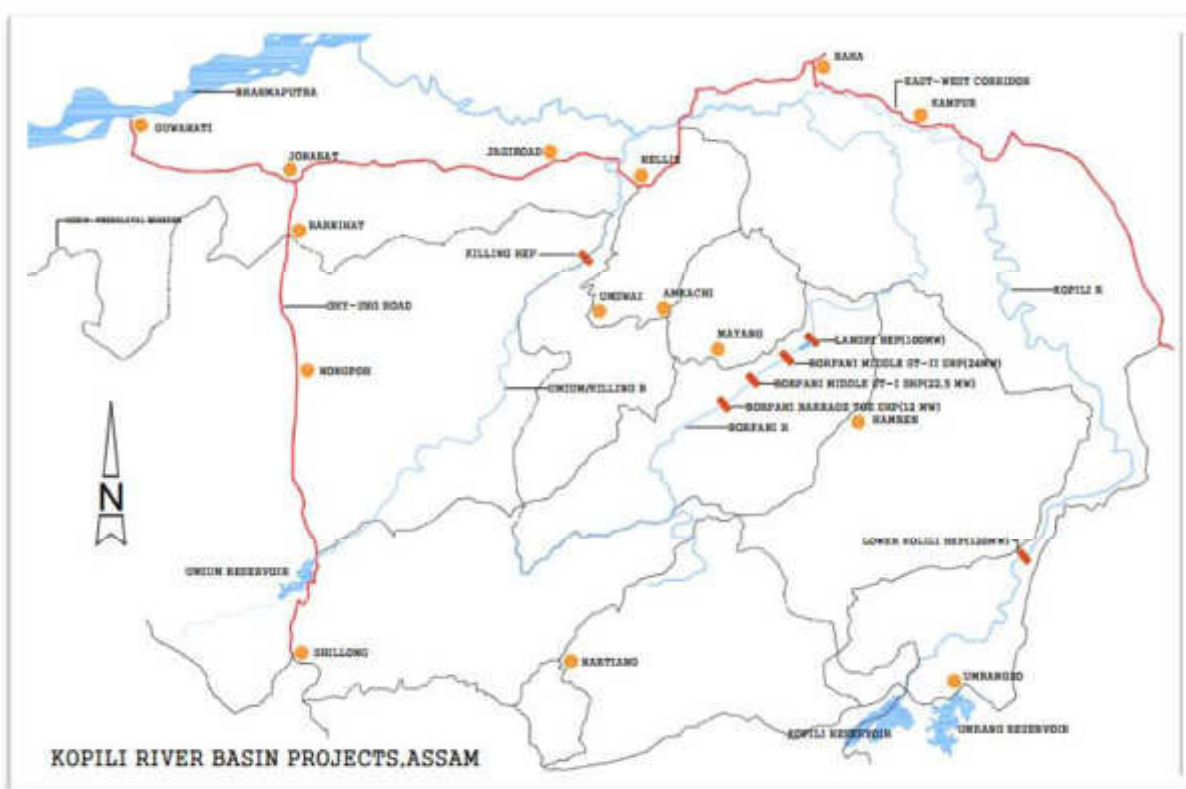 RAHA
EAST-WEST CORRIDOR
BRAHMAPUTRA
KAMPUR
GUWAHATI
JORABAT
JAGIROAD
NELLIE
BARNIHAT
KILLING HEP
GHY-SHG ROAD
UMSWAI
AMKACHI
KOPILI R
MAYANG
LANGPI HEP(100MW)
BORPANI MIDDLE ST-II SHP(24MW)
NONGPOH
UMIUM/KILLING R
BORPANI MIDDLE ST-I SHP(22.5 MW)
BORPANI BARRAGE TOE SHP(12 MW)
BORPANI R
HAMREN
N
LOWER KOLILI HEP(120MW)
UMIUM RESERVOIR
SHILLONG
NARTIANG
UMRANGSO
KOPILI RESERVOIR
UMRANG RESERVOIR
KOPILI RIVER BASIN PROJECTS,ASSAM